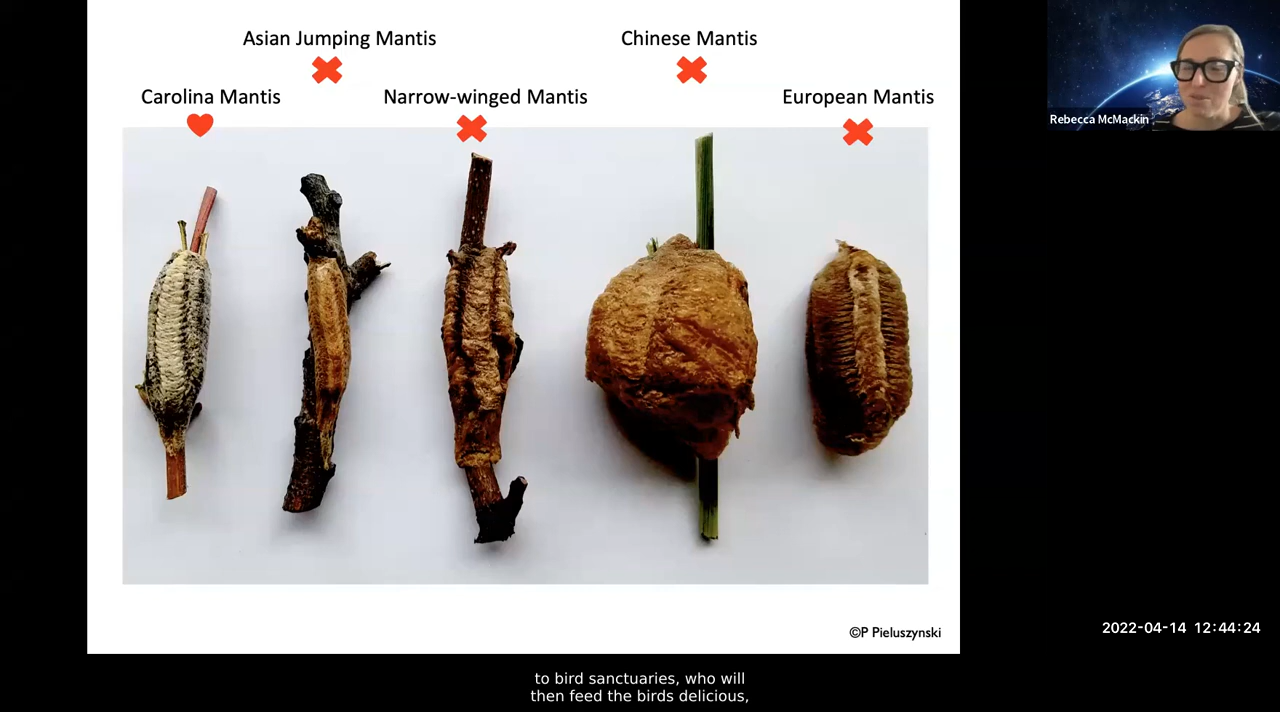 Asian Jumping Mantis
Chinese Mantis
Carolina Mantis
Narrow-winged Mantis
European Mantis
Rebecca McMackin
©P Pieluszynski
2022-04-14 12:44:24
to bird sanctuaries, who will
then feed the birds delicious,